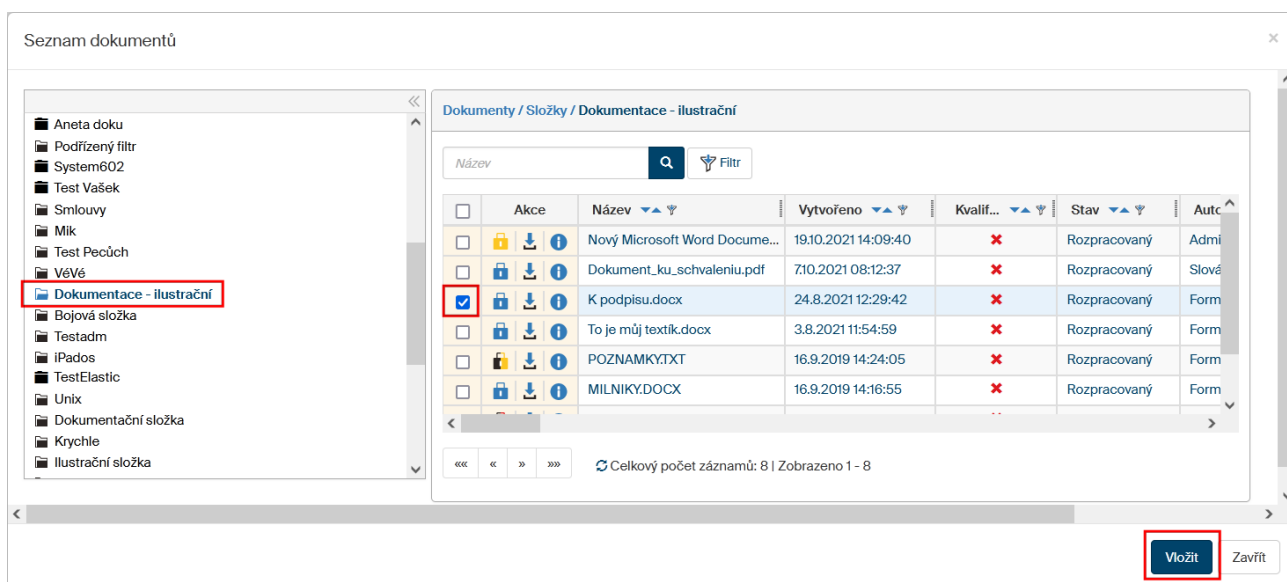 Seznam dokumentů
Aneta doku
Podřízený filtr
System602
Test Vašek
Smlouvy
Mik
Test Pecůch
VéVé
Dokumentace - ilustrační
Bojová složka
Testadm
iPados
TestElastic
Unix
Dokumentační složka
Krychle
Ilustrační složka
Dokumenty / Složky / Dokumentace - ilustrační
Název Filtr
Akce Název Vytvořeno Kvalif... Stav Autc
Nový Microsoft Word Docume... 19.10.2021 14:09:40 Rozpracovaný Admi
Dokument_ku_schvaleniu.pdf 7.10.2021 08:12:37 Rozpracovaný Slová
K podpisu.docx 24.8.2021 12:29:42 Rozpracovaný Form
To je můj textík.docx 3.8.2021 11:54:59 Rozpracovaný Form
POZNAMKY.TXT 16.9.2019 14:24:05 Rozpracovaný Form
MILNIKY.DOCX 16.9.2019 14:16:55 Rozpracovaný Form
«« « » »» Celkový počet záznamů: 8 | Zobrazeno 1 - 8
Vložit Zavřít